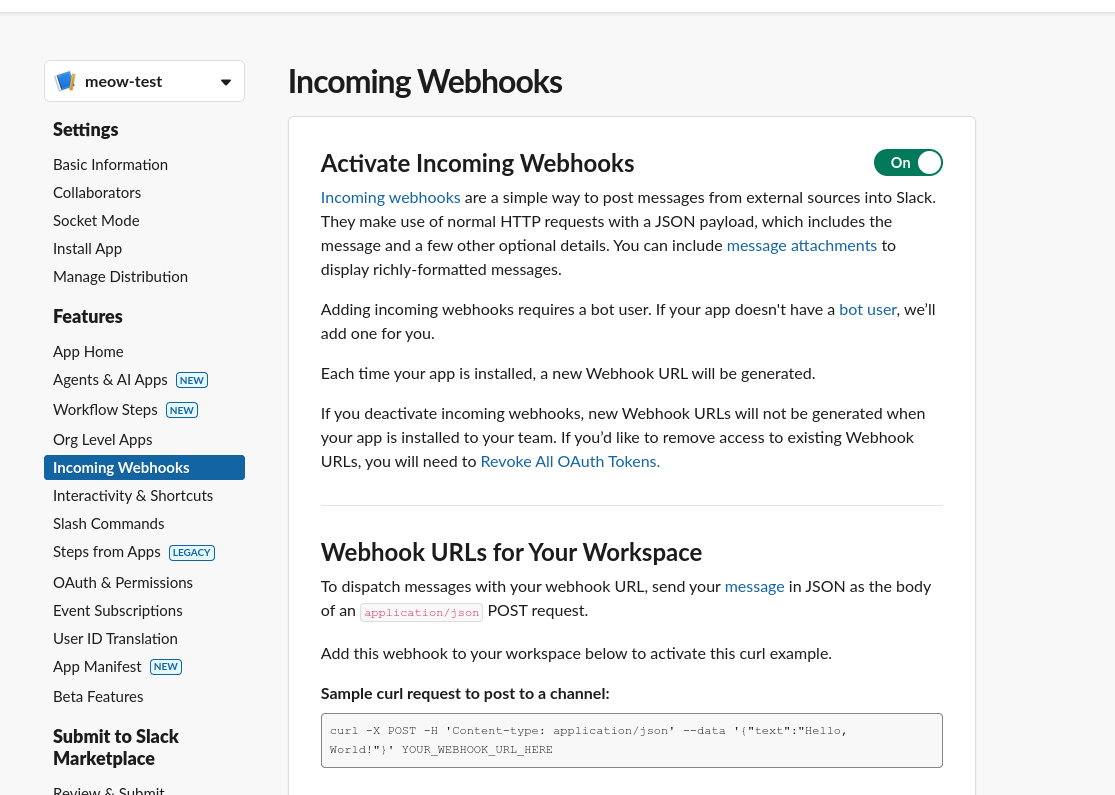 meow-test
Settings
Basic Information
Collaborators
Socket Mode
Install App
Manage Distribution
Features
App Home
Agents & AI Apps NEW
Workflow Steps NEW
Org Level Apps
Incoming Webhooks
Interactivity & Shortcuts
Slash Commands
Steps from Apps LEGACY
OAuth & Permissions
Event Subscriptions
User ID Translation
App Manifest NEW
Beta Features
Submit to Slack
Marketplace
Review & Submit
Incoming Webhooks
Activate Incoming Webhooks
On
Incoming webhooks are a simple way to post messages from external sources into Slack.
They make use of normal HTTP requests with a JSON payload, which includes the
message and a few other optional details. You can include message attachments to
display richly-formatted messages.
Adding incoming webhooks requires a bot user. If your app doesn't have a bot user, we’ll
add one for you.
Each time your app is installed, a new Webhook URL will be generated.
If you deactivate incoming webhooks, new Webhook URLs will not be generated when
your app is installed to your team. If you’d like to remove access to existing Webhook
URLs, you will need to Revoke All OAuth Tokens.
Webhook URLs for Your Workspace
To dispatch messages with your webhook URL, send your message in JSON as the body
of an application/json POST request.
Add this webhook to your workspace below to activate this curl example.
Sample curl request to post to a channel:
curl -X POST -H 'Content-type: application/json' --data '{"text":"Hello,
World!"}' YOUR_WEBHOOK_URL_HERE